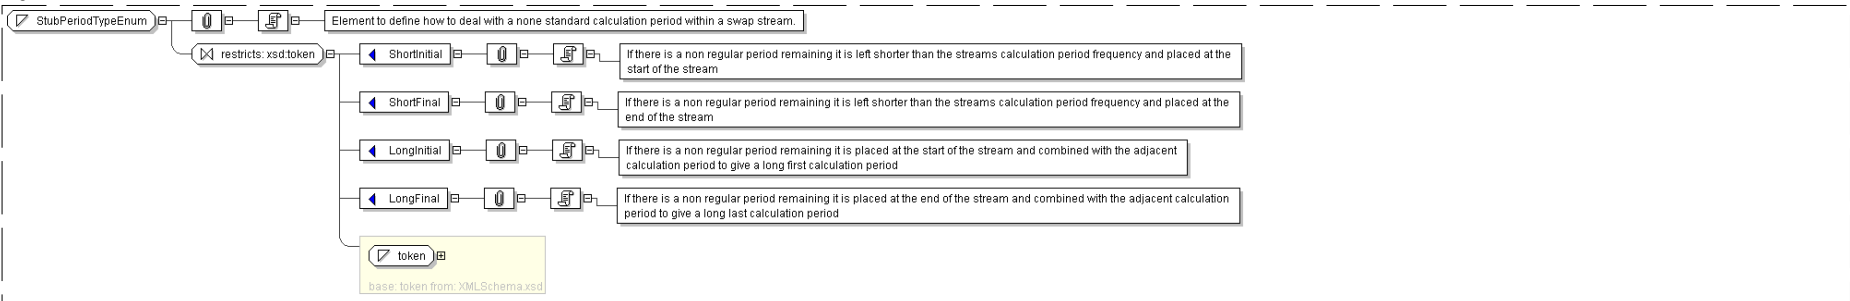 StubPeriodTypeEnum
Element to define how to deal with a none standard calculation period within a swap stream.
restricts: xsd:token
ShortInitial
If there is a non regular period remaining it is left shorter than the streams calculation period frequency and placed at the
start of the stream
ShortFinal
If there is a non regular period remaining it is left shorter than the streams calculation period frequency and placed at the
end of the stream
LongInitial
If there is a non regular period remaining it is placed at the start of the stream and combined with the adjacent
calculation period to give a long first calculation period
LongFinal
If there is a non regular period remaining it is placed at the end of the stream and combined with the adjacent calculation
period to give a long last calculation period
token
base: token from: XMLSchema.xsd